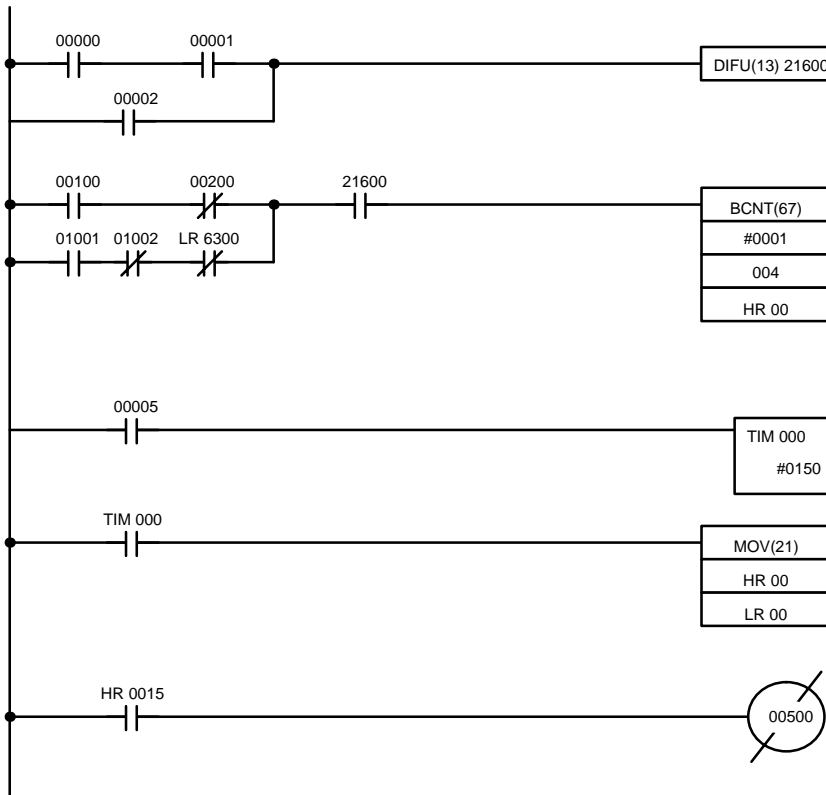 00000 00001
DIFU(13) 21600
00002
00100 00200 21600
BCNT(67)
01001 01002 LR 6300
#0001
004
HR 00
00005
TIM 000
#0150
TIM 000
MOV(21)
HR 00
LR 00
HR 0015
00500